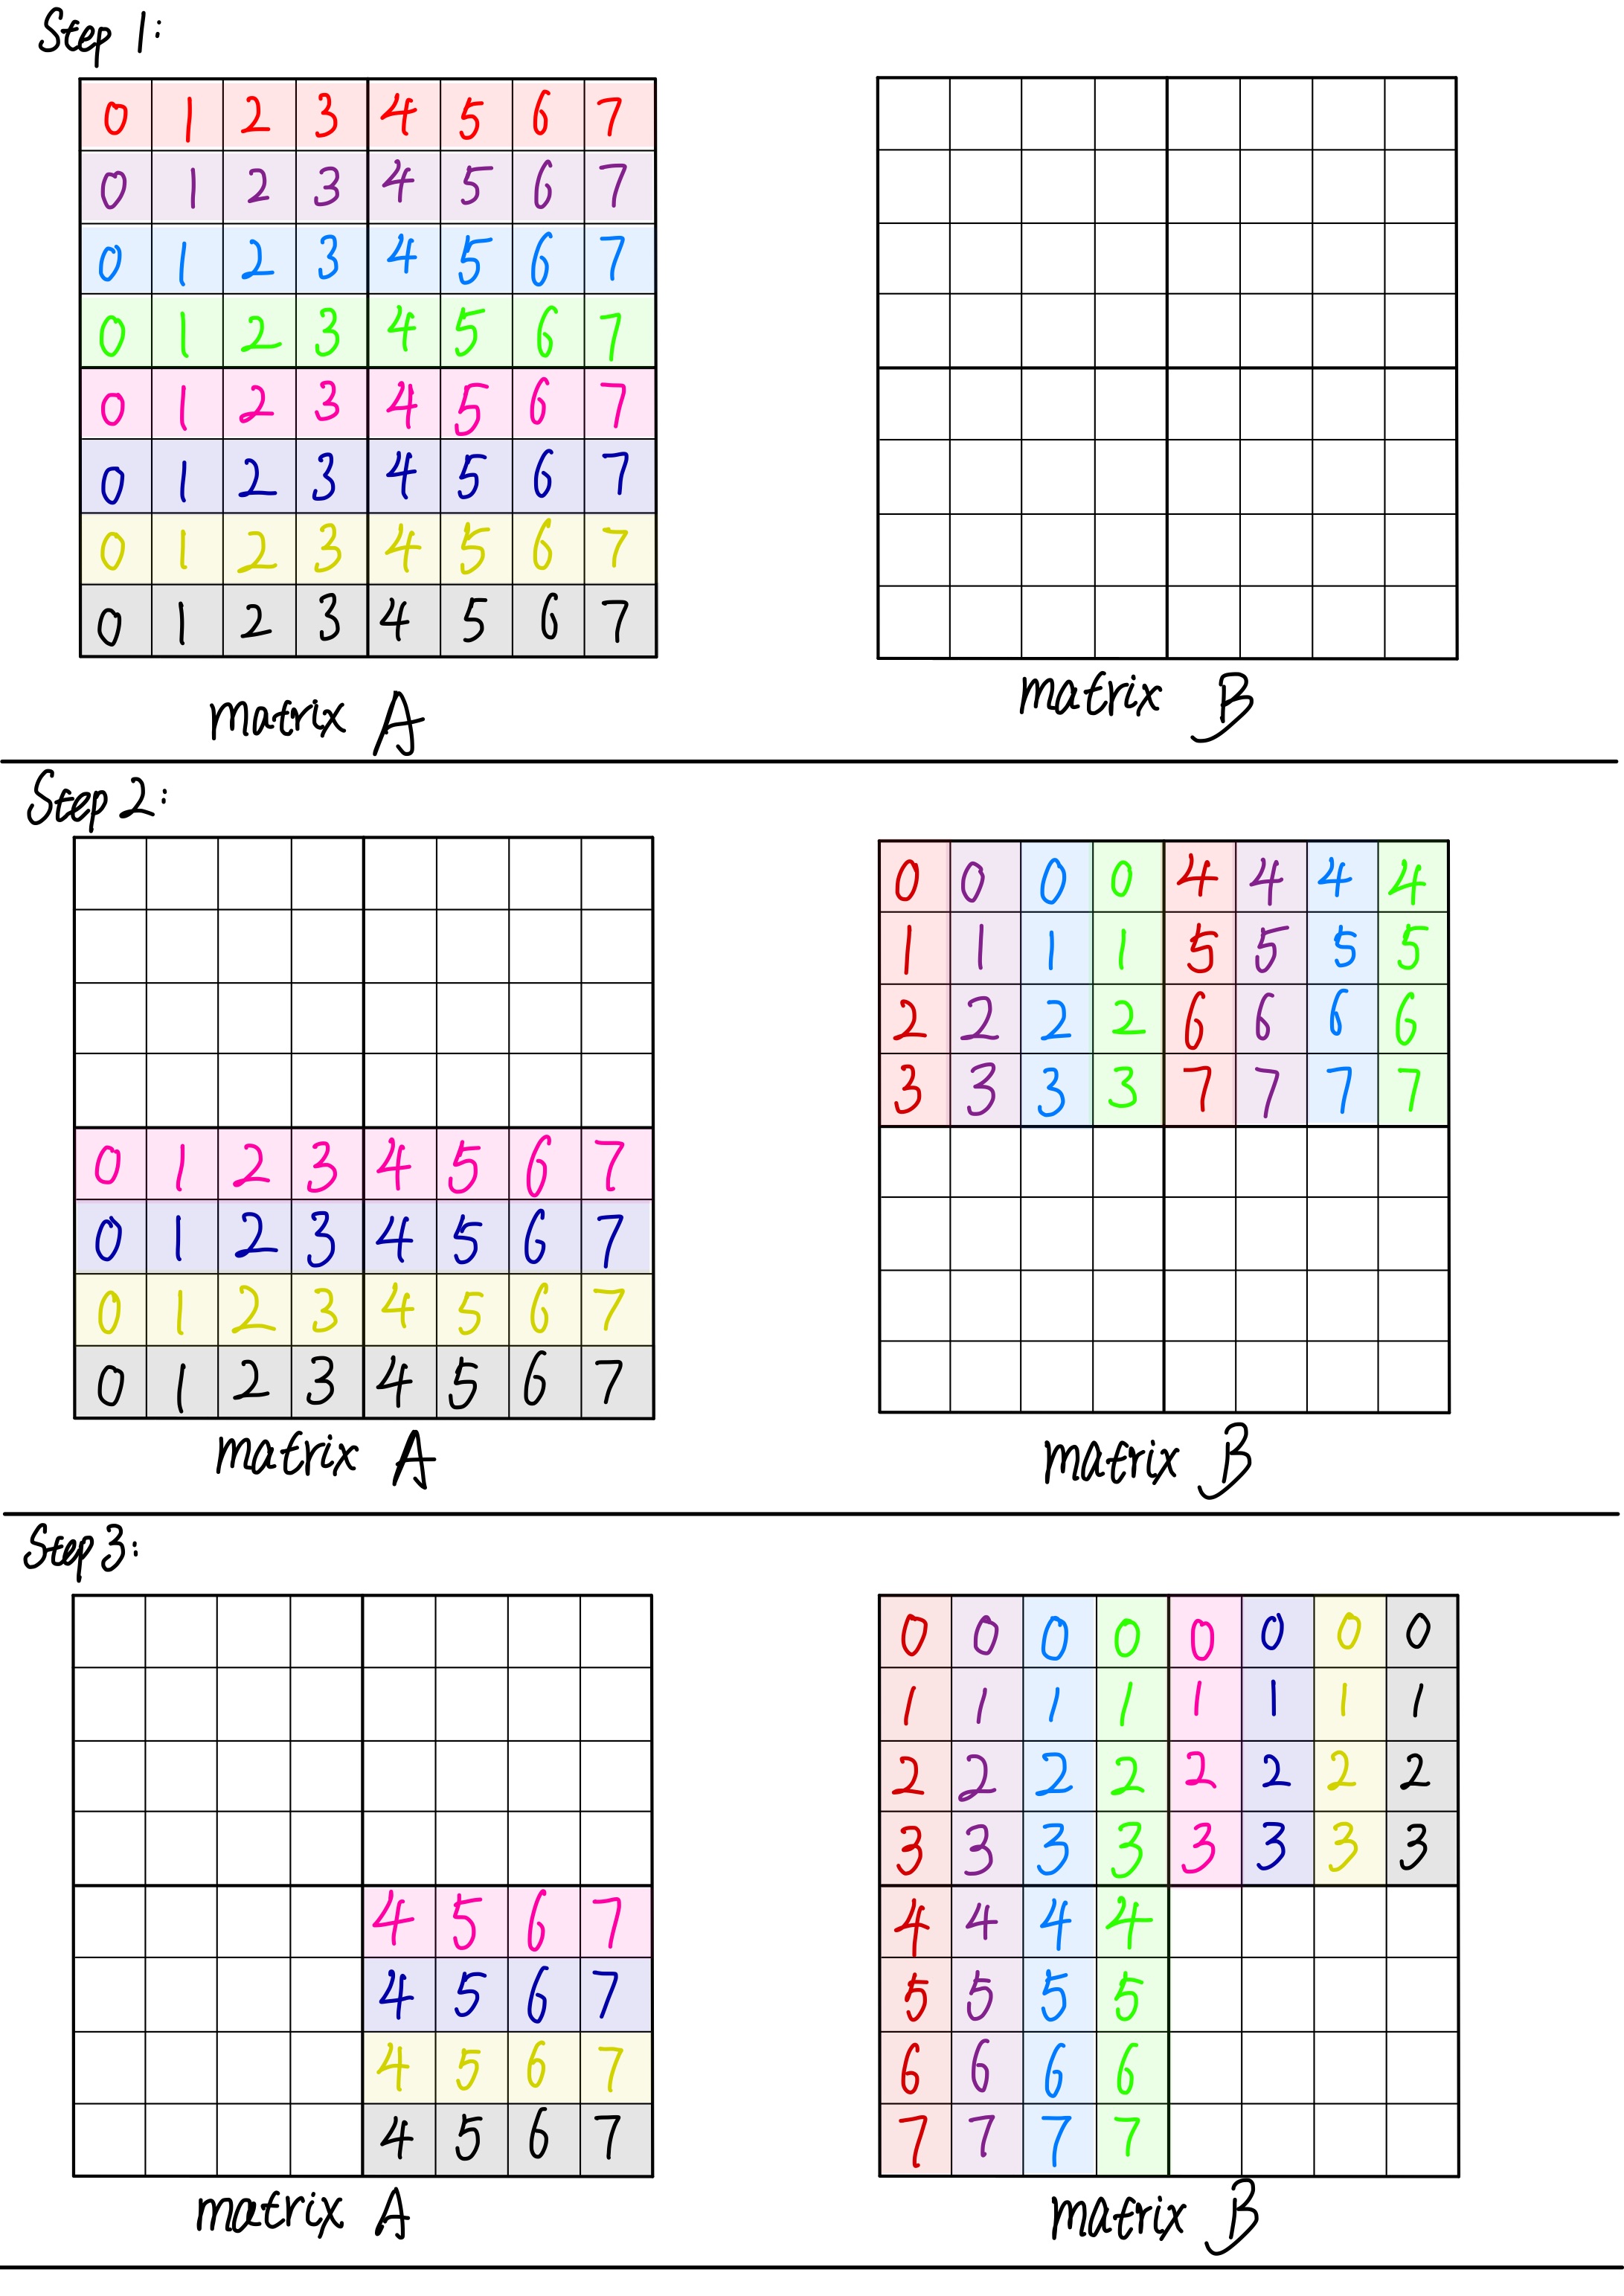 Step 1:
0 1 2 3 4 5 6 7
0 1 2 3 4 5 6 7
0 1 2 3 4 5 6 7
0 1 2 3 4 5 6 7
0 1 2 3 4 5 6 7
0 1 2 3 4 5 6 7
0 1 2 3 4 5 6 7
0 1 2 3 4 5 6 7
matrix A
matrix B
Step 2:
0 0 0 0 4 4 4 4
1 1 1 1 5 5 5 5
2 2 2 2 6 6 6 6
3 3 3 3 7 7 7 7
0 1 2 3 4 5 6 7
0 1 2 3 4 5 6 7
0 1 2 3 4 5 6 7
0 1 2 3 4 5 6 7
matrix A
matrix B
Step 3:
0 0 0 0 0 0 0 0
1 1 1 1 1 1 1 1
2 2 2 2 2 2 2 2
3 3 3 3 3 3 3 3
4 5 6 7
4 4 4 4
4 5 6 7
5 5 5 5
4 5 6 7
6 6 6 6
4 5 6 7
7 7 7 7
matrix A
matrix B